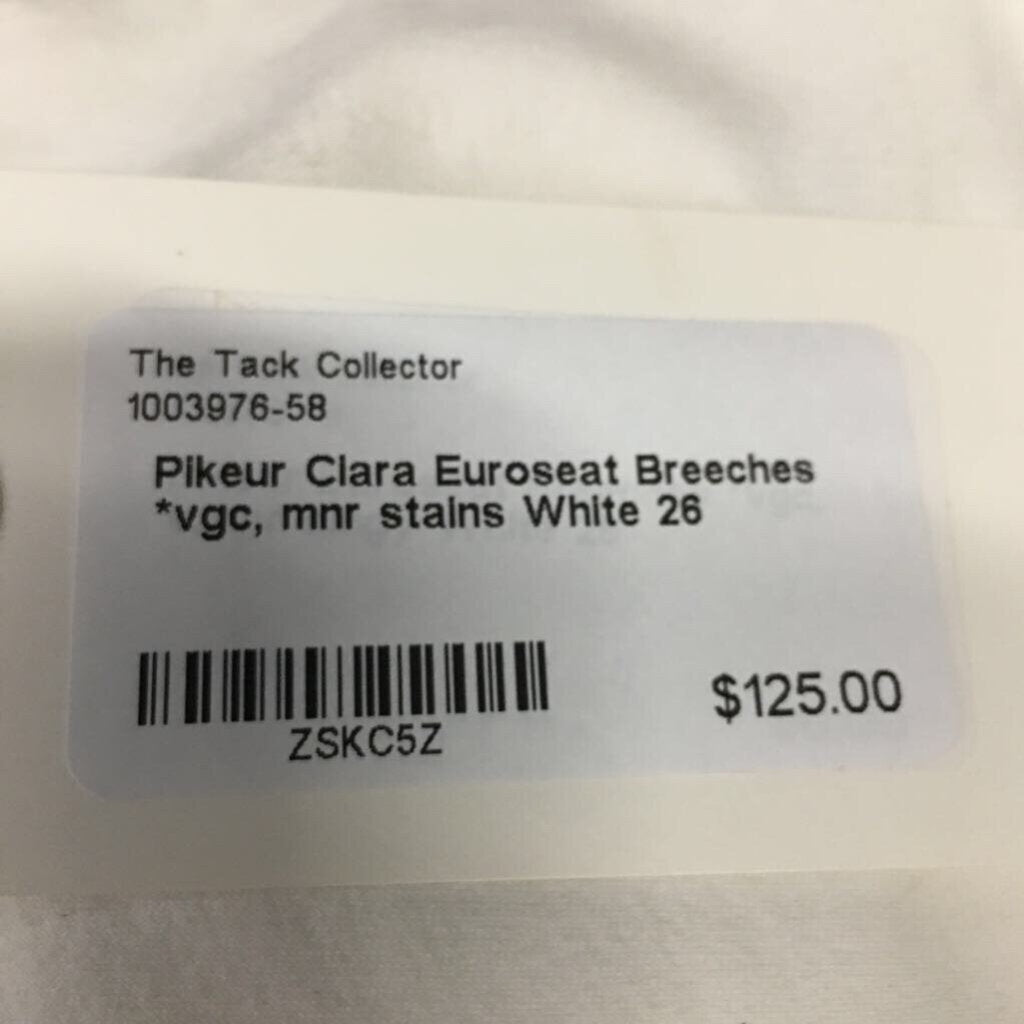 The Tack Collector
1003976-58
Pikeur Clara Euroseat Breeches
*vgc, mnr stains White 26
ZSKC5Z
$125.00